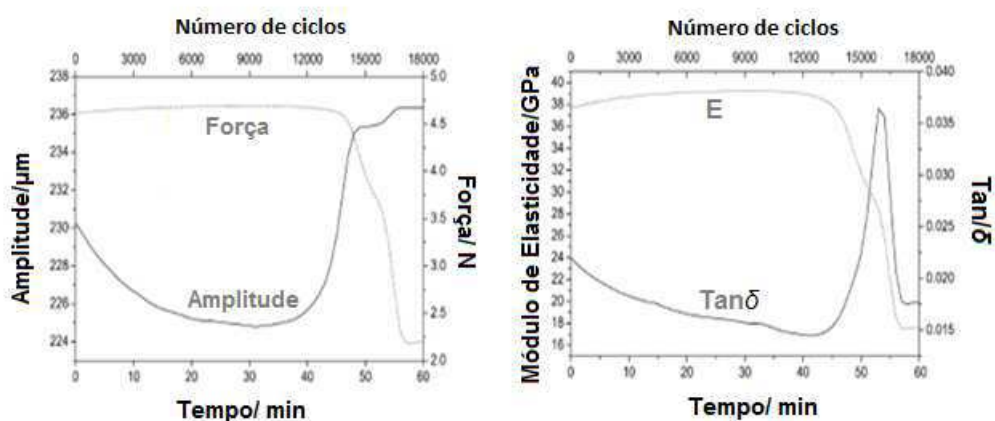 Número de ciclos
0 3000 6000 9000 12000 15000 18000
238
236
234
232
230
228
226
224
Amplitude/μm
5.0
4.5
4.0
3.5
3.0
2.5
2.0
Força/ N
Força
Amplitude
0 10 20 30 40 50 60
Tempo/ min
Número de ciclos
0 3000 6000 9000 12000 15000 18000
40
38
36
34
32
30
28
26
24
22
20
18
16
Módulo de Elasticidade/GPa
0.040
0.035
0.030
0.025
0.020
0.015
Tan/δ
E
Tanδ
0 10 20 30 40 50 60
Tempo/ min